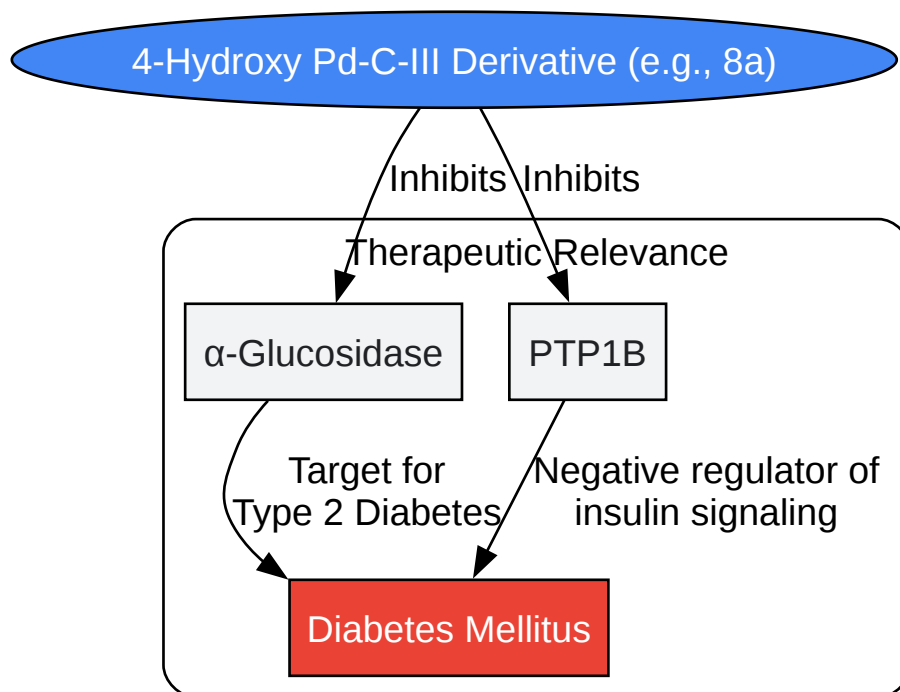 4-Hydroxy Pd-C-III Derivative (e.g., 8a)
Inhibits Inhibits
Therapeutic Relevance
α-Glucosidase
PTP1B
Target for
Type 2 Diabetes
Negative regulator of
insulin signaling
Diabetes Mellitus